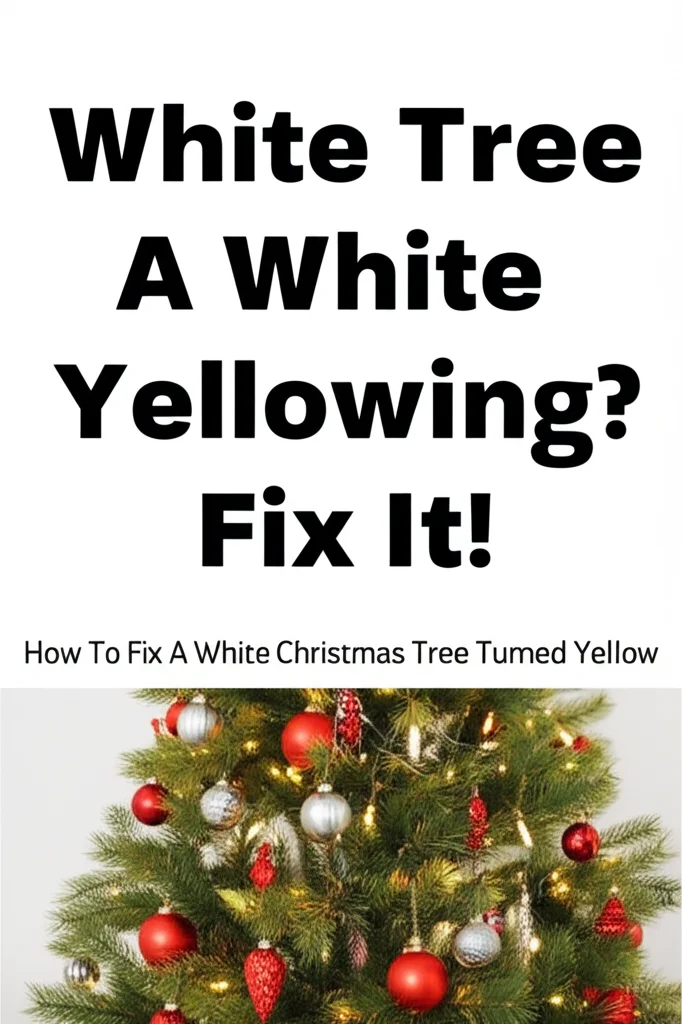 White Tree
A White
Yellowing?
Fix It!
How To Fix A White Christmas Tree Tumed Yellow